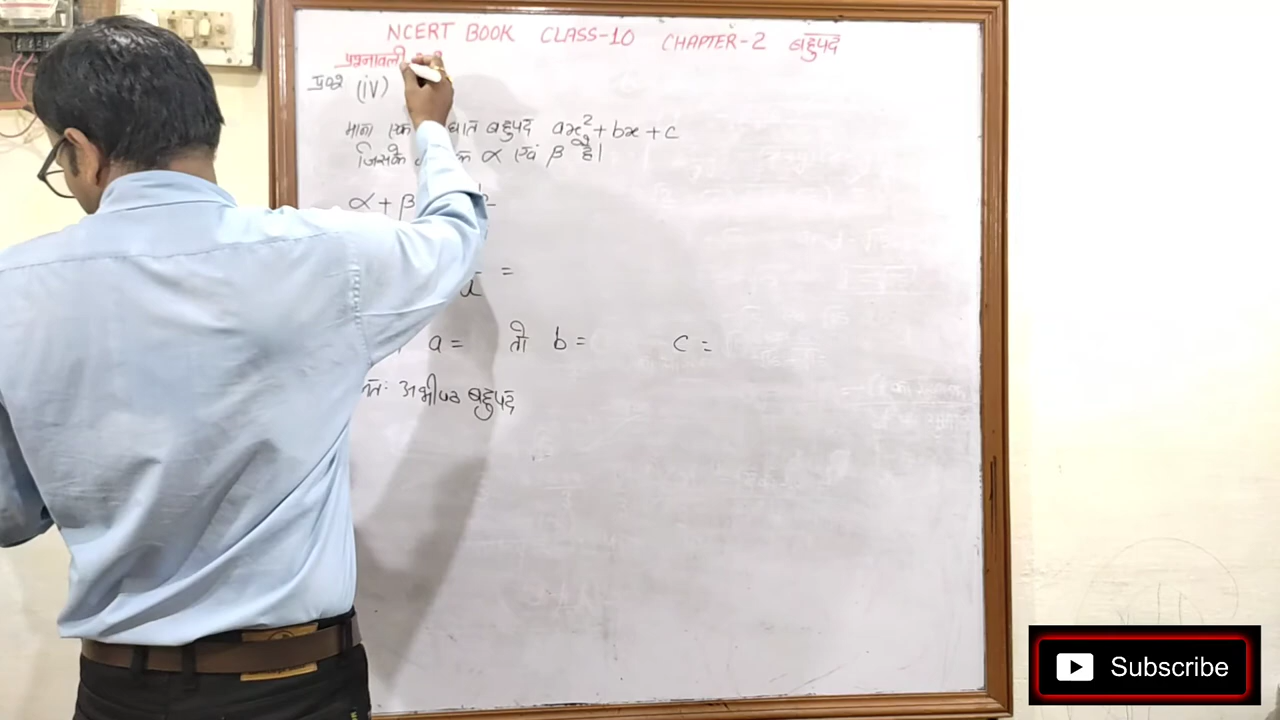 NCERT BOOK CLASS-10 CHAPTER-2 बहुपद
प्रश्नावली
प्रश्न2 (iv)
माना एक घात बहुपद ax²+bx+c
जिसके α एवं β है।
α+β
a =
a = तो b = c =
अभीष्ठ बहुपद
Subscribe